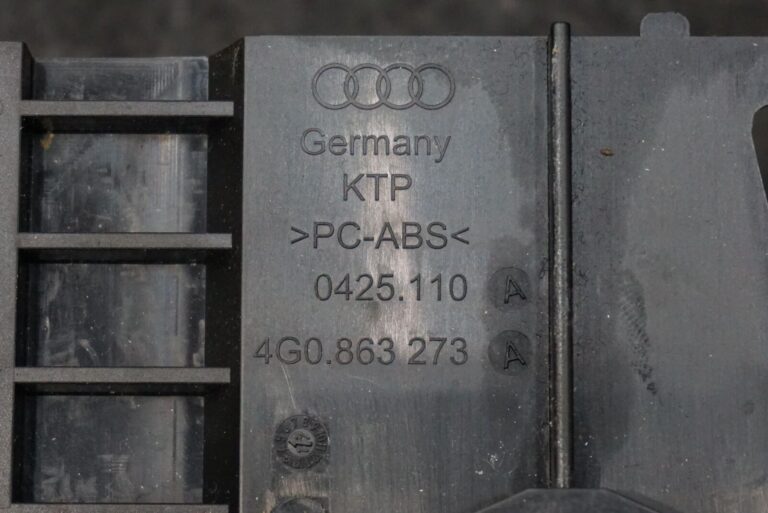 Germany
KTP
>PC-ABS<
0425.110 A
4G0.863 273 A